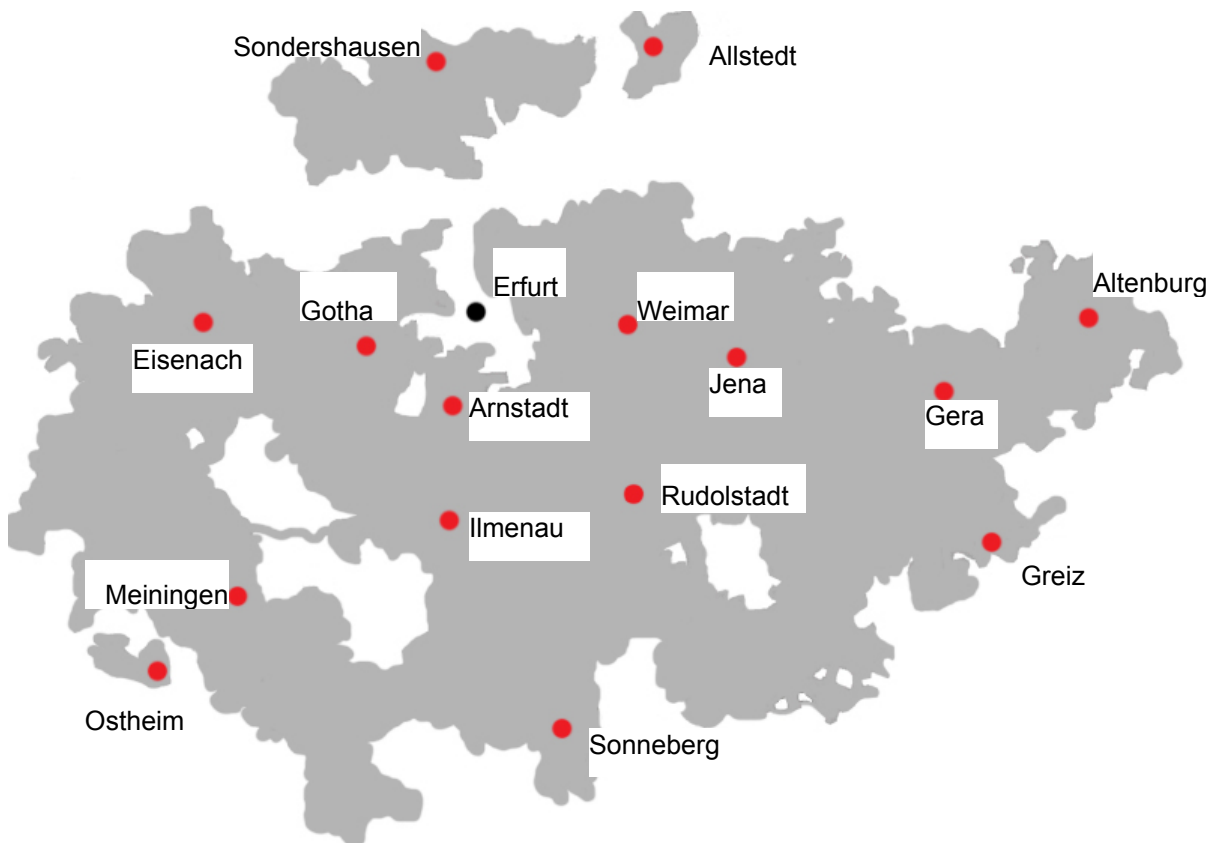 Sondershausen
Allstedt
Erfurt
Altenburg
Gotha
Weimar
Eisenach
Jena
Arnstadt
Gera
Rudolstadt
Ilmenau
Greiz
Meiningen
Ostheim
Sonneberg